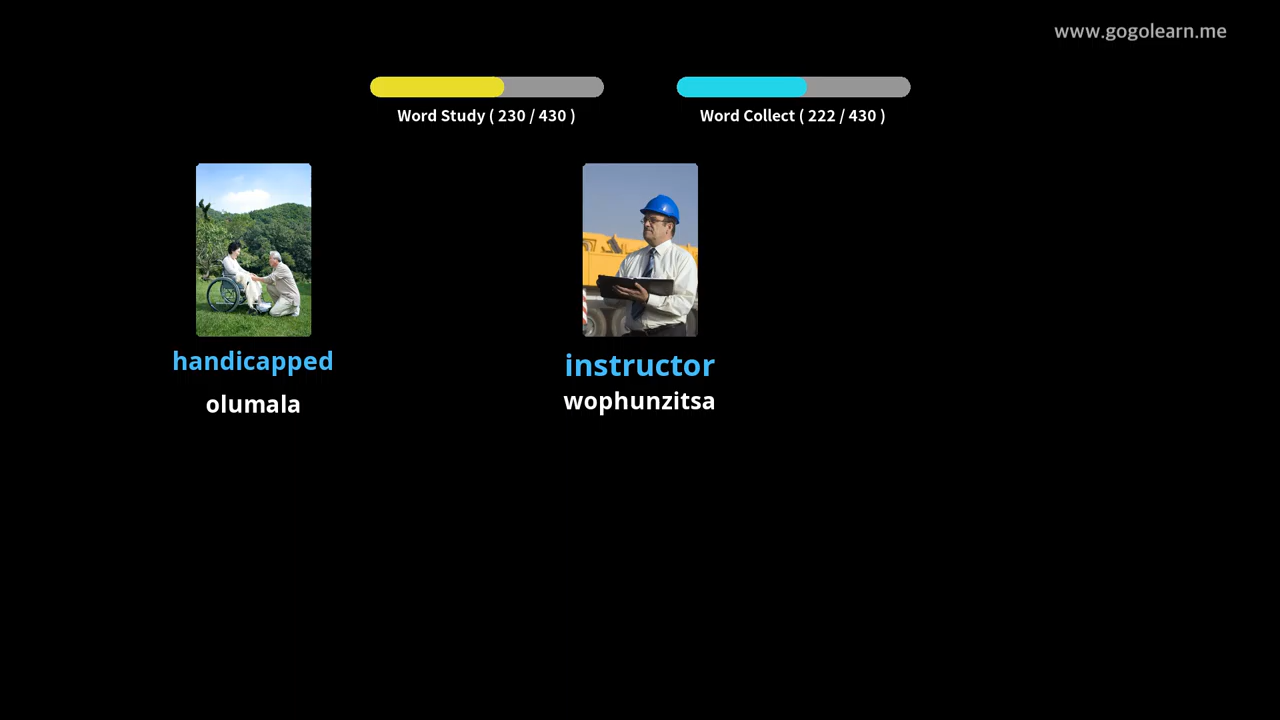 www.gogolearn.me
Word Study ( 230 / 430 )
Word Collect ( 222 / 430 )
handicapped
olumala
instructor
wophunzitsa